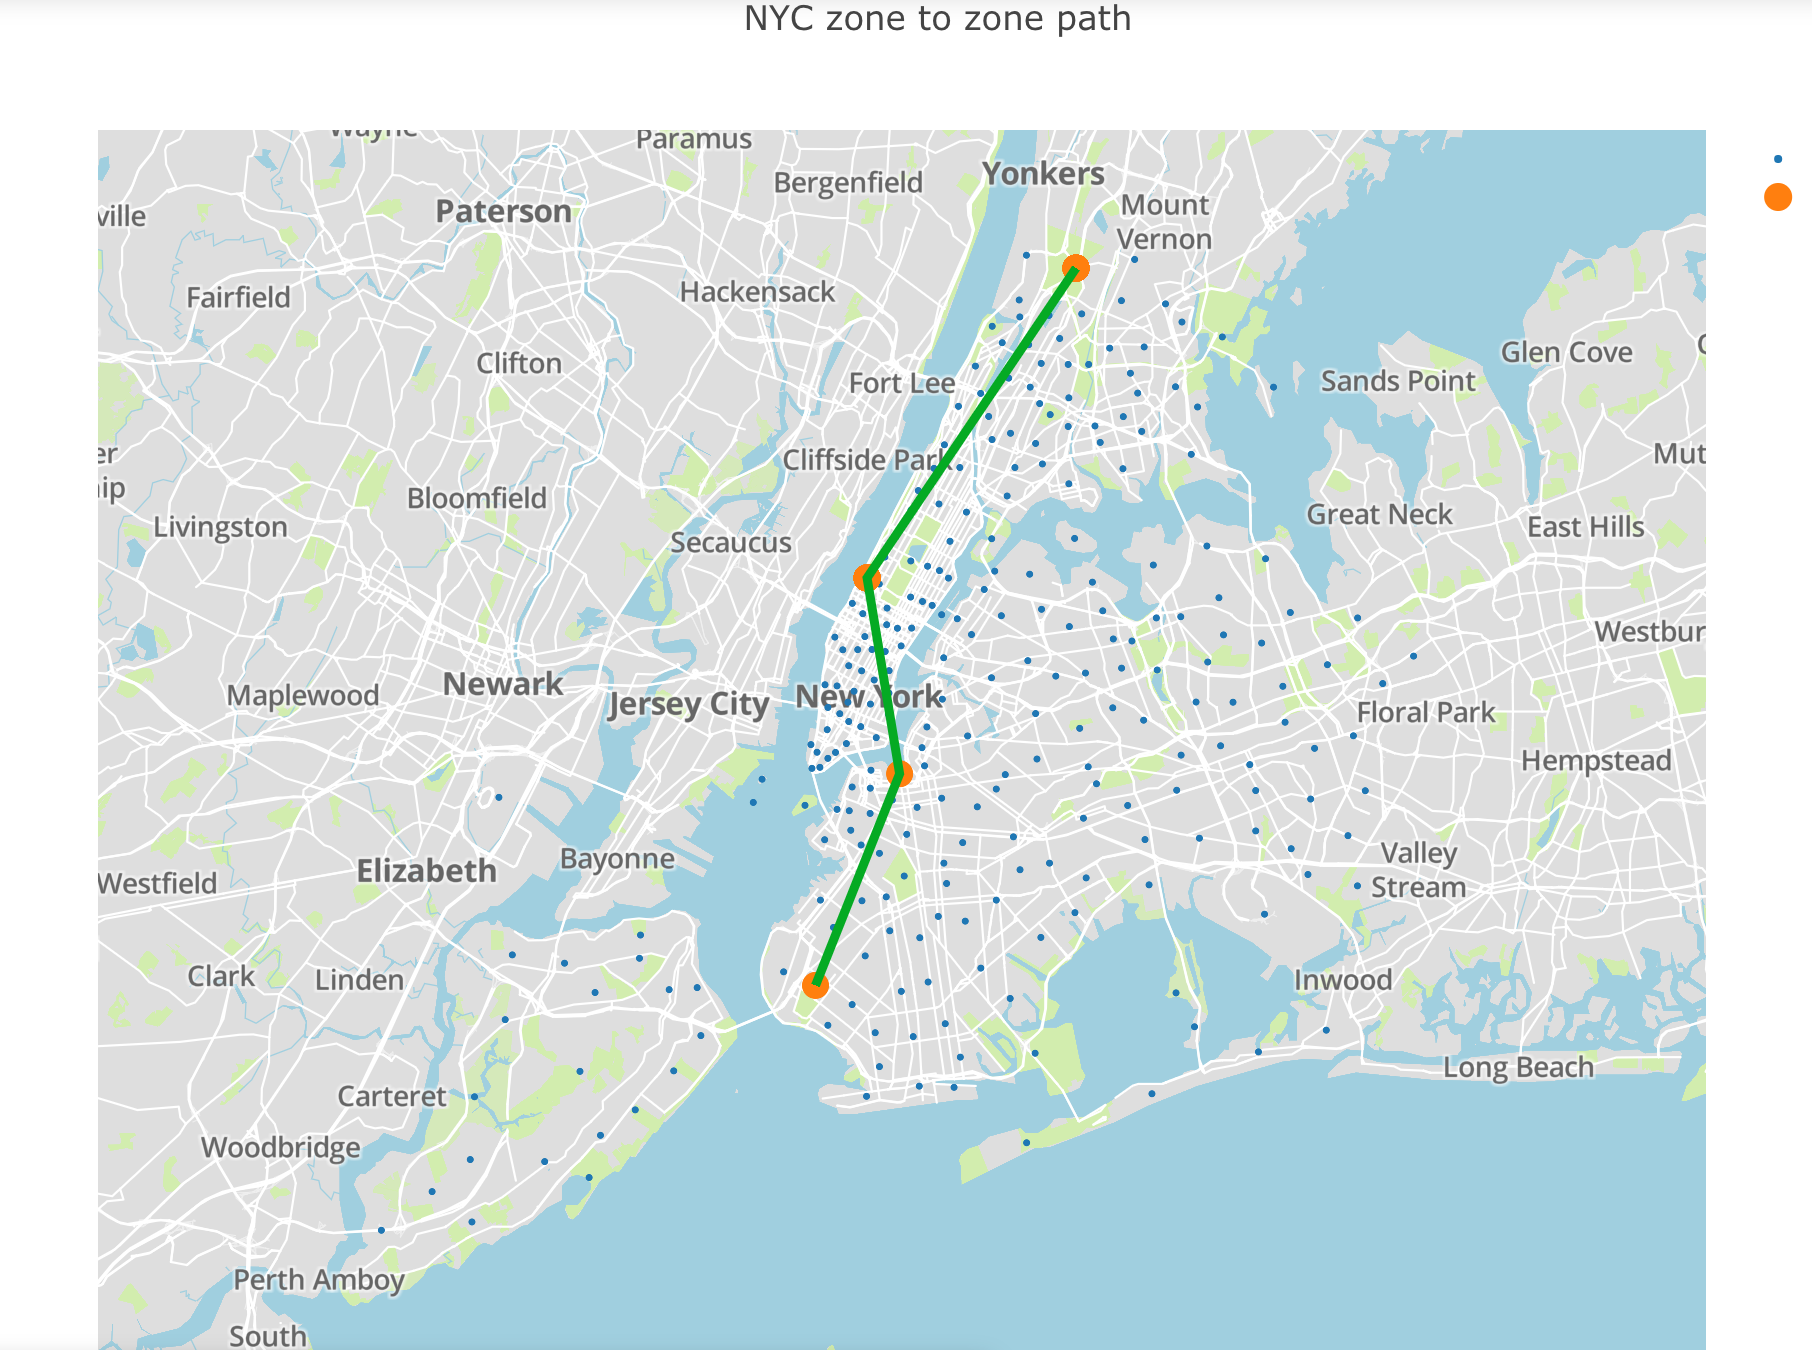 NYC zone to zone path
Wayne
Paramus
Yonkers
Bergenfield
Mount
Vernon
Paterson
ville
Fairfield
Hackensack
Clifton
Fort Lee
Glen Cove
Sands Point
Cliffside Park
er
ip
Mut
Bloomfield
Livingston
Secaucus
Great Neck
East Hills
Westbur
Newark
Maplewood
Jersey City
New York
Floral Park
Hempstead
Elizabeth
Bayonne
Westfield
Valley
Stream
Clark
Linden
Inwood
Carteret
Long Beach
Woodbridge
Perth Amboy
South